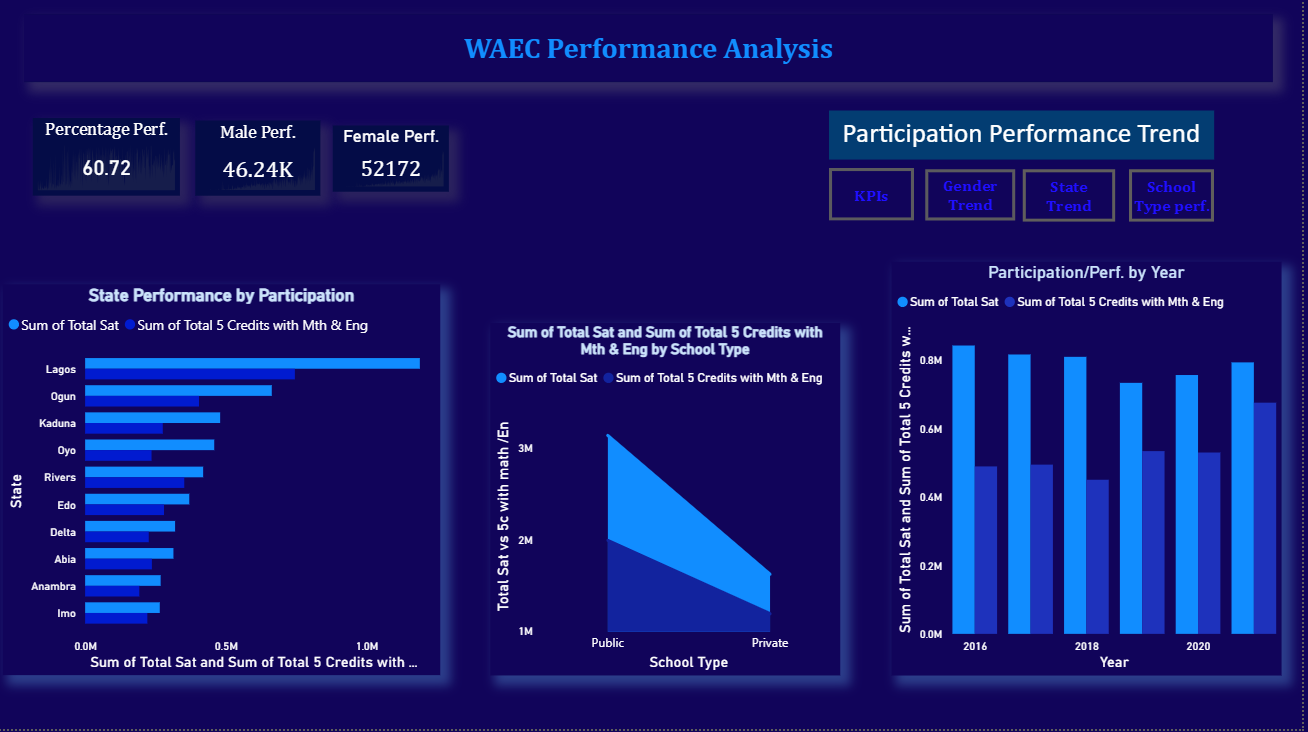 WAEC Performance Analysis
Percentage Perf.
60.72
Male Perf.
46.24K
Female Perf.
52172
Participation Performance Trend
KPIs
Gender
Trend
State
Trend
School
Type perf.
State Performance by Participation
Sum of Total Sat
Sum of Total 5 Credits with Mth & Eng
State
Lagos
Ogun
Kaduna
Oyo
Rivers
Edo
Delta
Abia
Anambra
Imo
0.0M
0.5M
1.0M
Sum of Total Sat and Sum of Total 5 Credits with ...
Sum of Total Sat and Sum of Total 5 Credits with
Mth & Eng by School Type
Sum of Total Sat
Sum of Total 5 Credits with Mth & Eng
Total Sat vs 5c with math /En
3M
2M
1M
Public
Private
School Type
Participation/Perf. by Year
Sum of Total Sat
Sum of Total 5 Credits with Mth & Eng
Sum of Total Sat and Sum of Total 5 Credits w...
0.8M
0.6M
0.4M
0.2M
0.0M
2016
2018
2020
Year